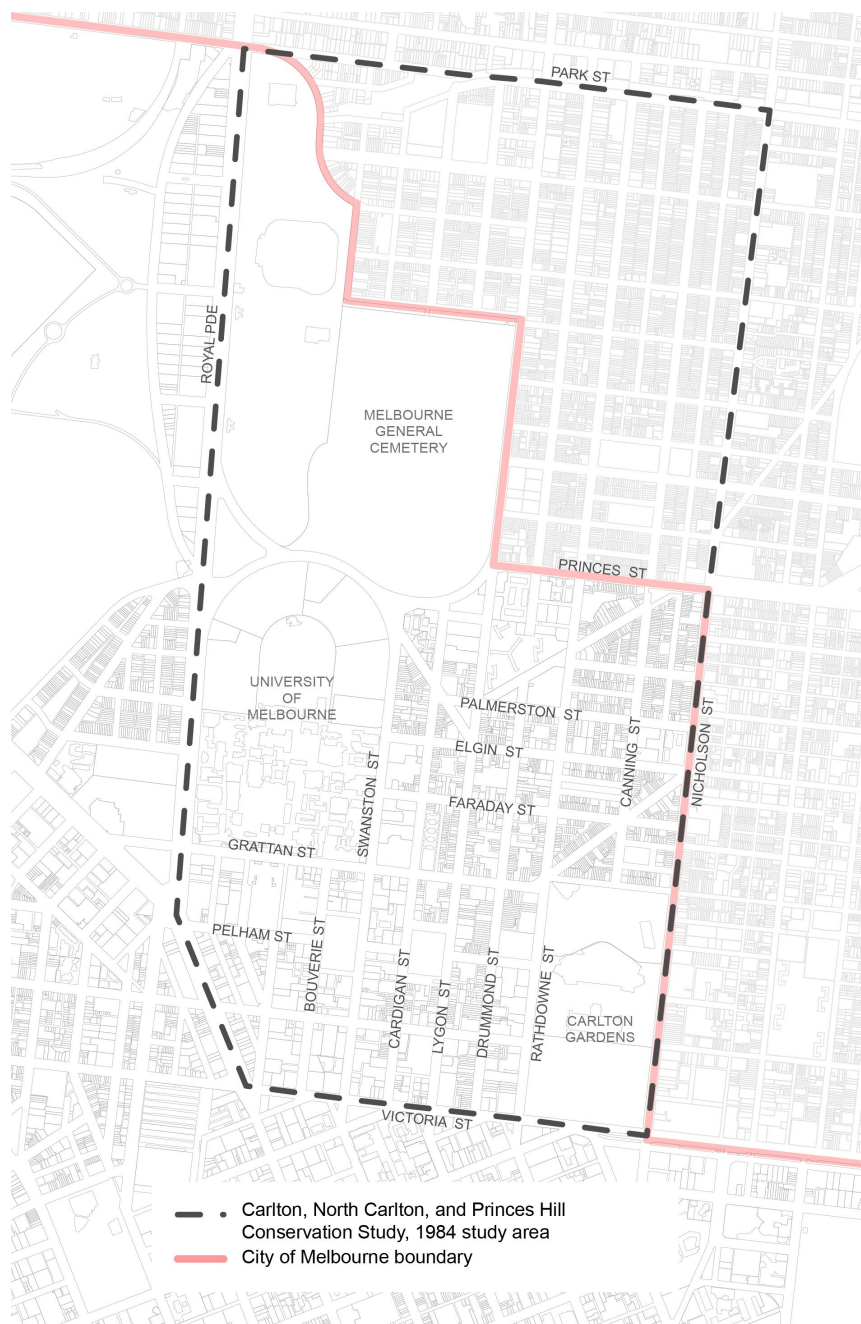 PARK ST
ROYAL PDE
MELBOURNE
GENERAL
CEMETERY
PRINCES ST
UNIVERSITY
OF
MELBOURNE
PALMERSTON ST
ELGIN ST
CANNING ST
NICHOLSON ST
SWANSTON ST
FARADAY ST
GRATTAN ST
PELHAM ST
BOUVERIE ST
CARDIGAN ST
LYGON ST
DRUMMOND ST
RATHDOWNE ST
CARLTON
GARDENS
VICTORIA ST
Carlton, North Carlton, and Princes Hill
Conservation Study, 1984 study area
City of Melbourne boundary